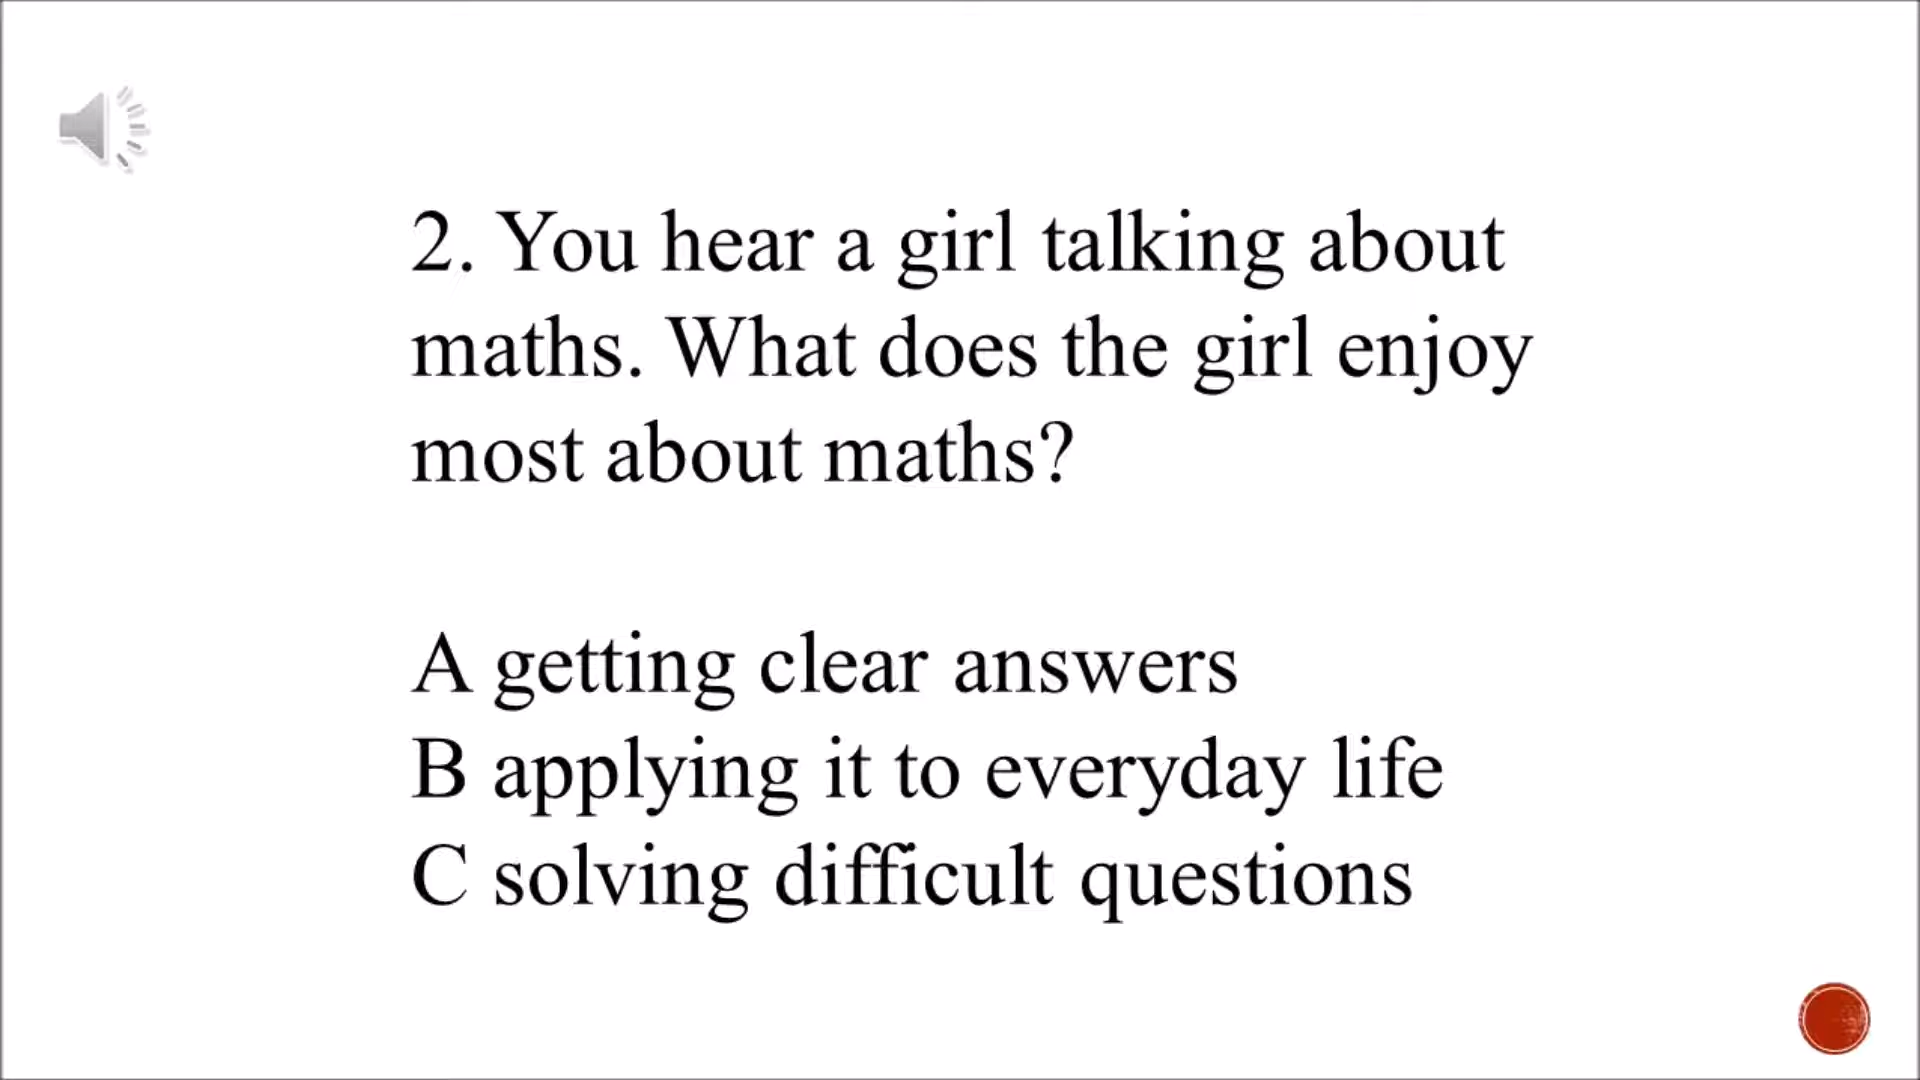 2. You hear a girl talking about
maths. What does the girl enjoy
most about maths?
A getting clear answers
B applying it to everyday life
C solving difficult questions